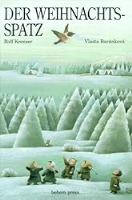 DER WEIHNACHTS-
SPATZ
Rolf Krenzer Vlasta Baránková
bohem press